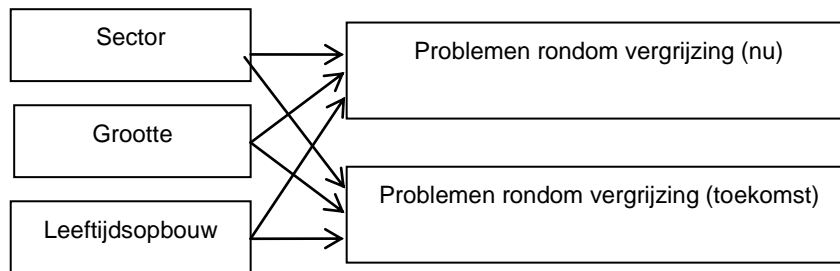 Sector
Problemen rondom vergrijzing (nu)
Grootte
Problemen rondom vergrijzing (toekomst)
Leeftijdsopbouw